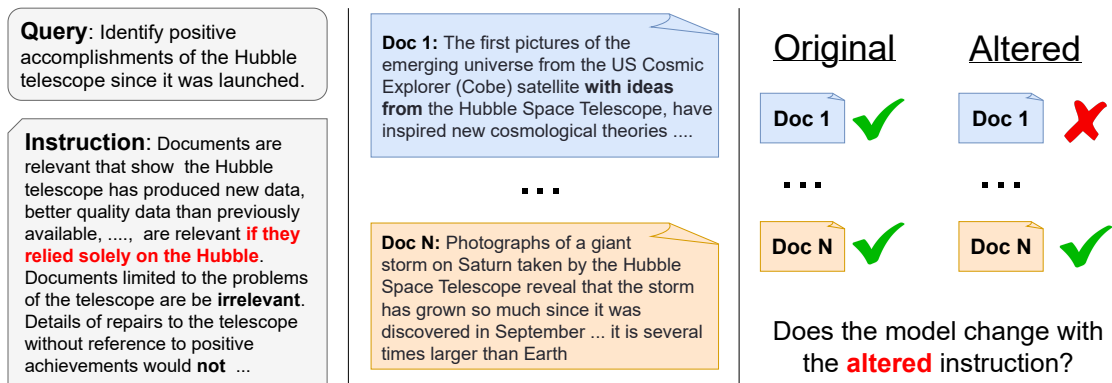 Query: Identify positive
accomplishments of the Hubble
telescope since it was launched.
Instruction: Documents are
relevant that show the Hubble
telescope has produced new data,
better quality data than previously
available, ...., are relevant if they
relied solely on the Hubble.
Documents limited to the problems
of the telescope are be irrelevant.
Details of repairs to the telescope
without reference to positive
achievements would not ...
Doc 1: The first pictures of the
emerging universe from the US Cosmic
Explorer (Cobe) satellite with ideas
from the Hubble Space Telescope, have
inspired new cosmological theories ....
...
Doc N: Photographs of a giant
storm on Saturn taken by the Hubble
Space Telescope reveal that the storm
has grown so much since it was
discovered in September ... it is several
times larger than Earth
Original Altered
Doc 1 Doc 1
... ...
Doc N Doc N
Does the model change with
the altered instruction?